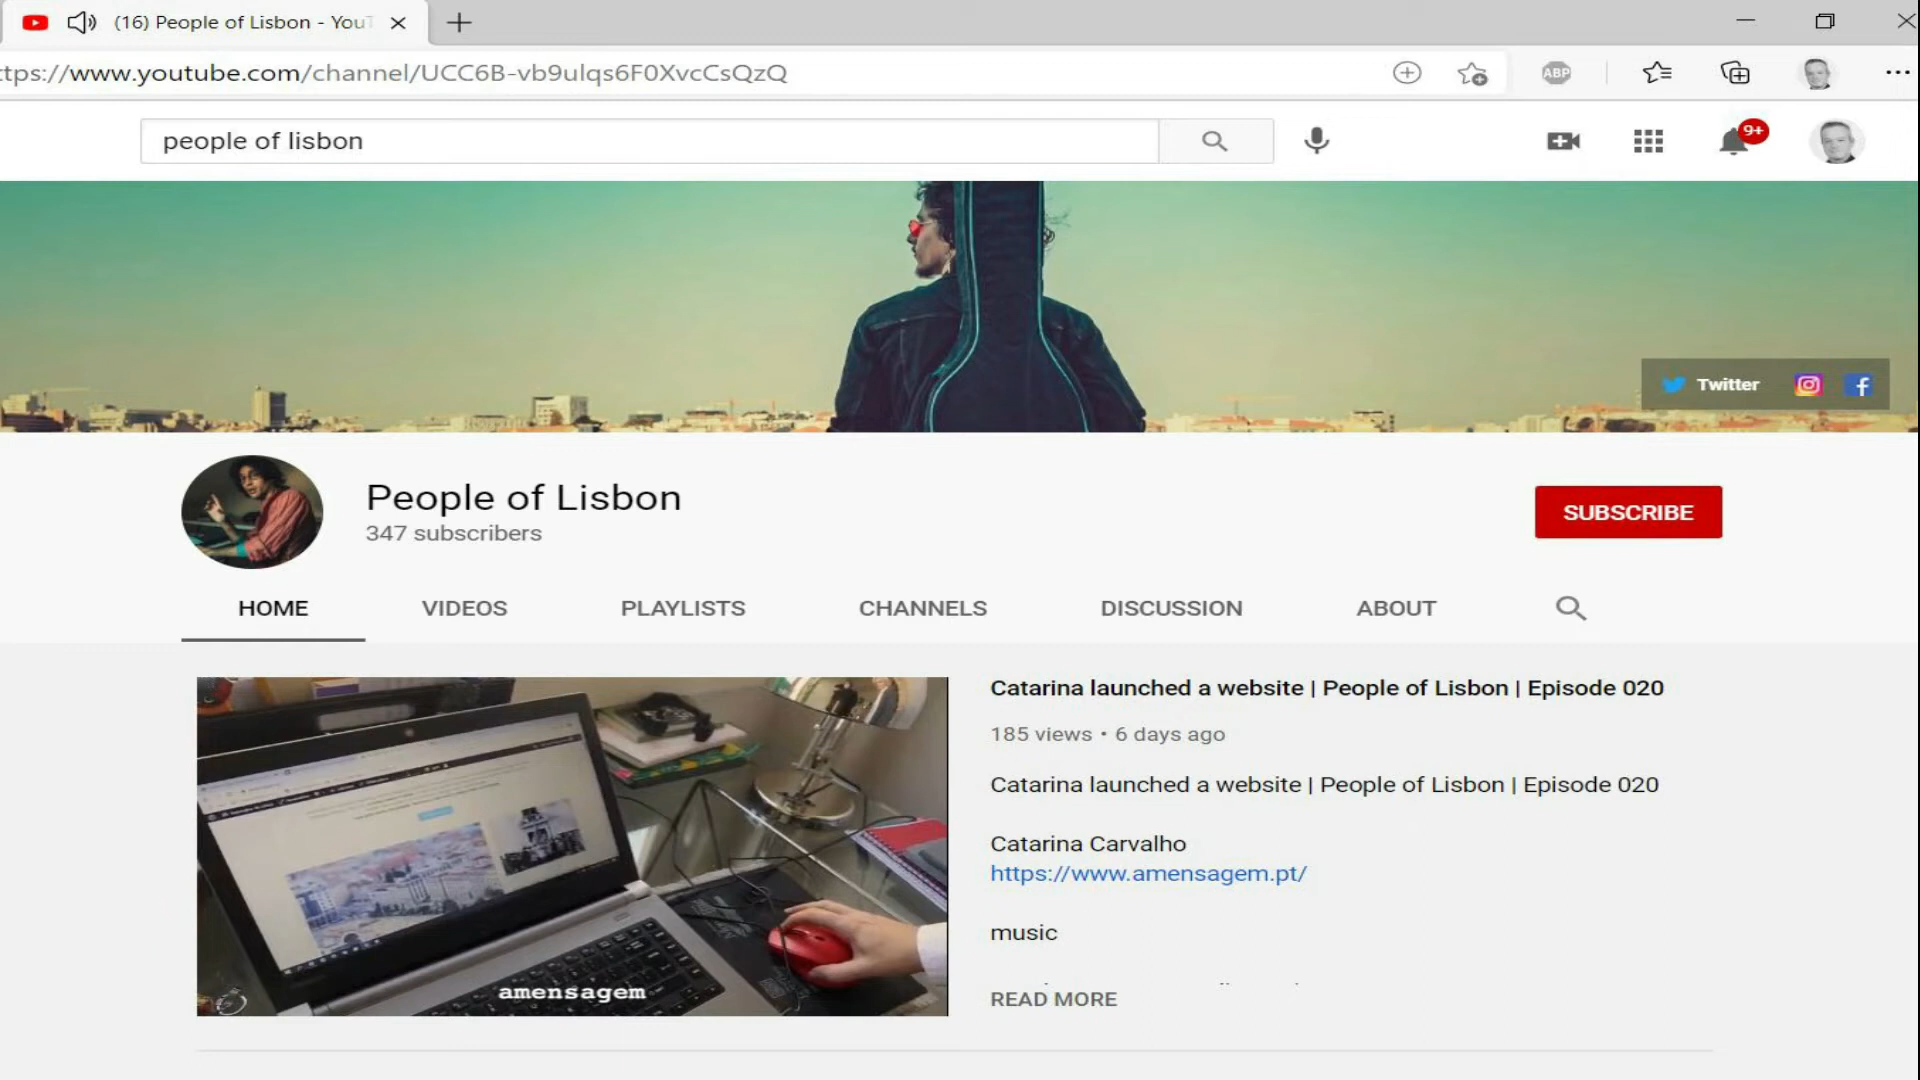 (16) People of Lisbon - YouT
ttps://www.youtube.com/channel/UCC6B-vb9ulqs6F0XvcCsQzQ
ABP
people of lisbon
9+
Twitter
People of Lisbon
347 subscribers
SUBSCRIBE
HOME VIDEOS PLAYLISTS CHANNELS DISCUSSION ABOUT
Catarina launched a website | People of Lisbon | Episode 020
185 views • 6 days ago
Catarina launched a website | People of Lisbon | Episode 020
Catarina Carvalho
https://www.amensagem.pt/
music
READ MORE
amensagem